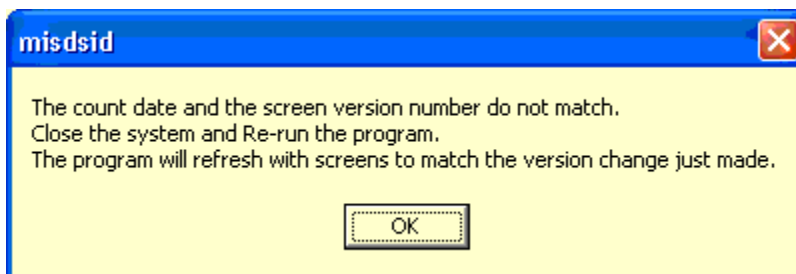 misdsid
The count date and the screen version number do not match.
Close the system and Re-run the program.
The program will refresh with screens to match the version change just made.
OK